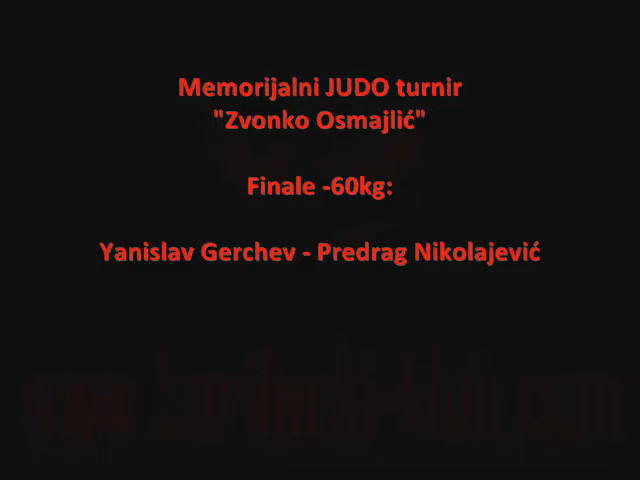 Memorijalni JUDO turnir
"Zvonko Osmajlić"
Finale -60kg:
Yanislav Gerchev - Predrag Nikolajević